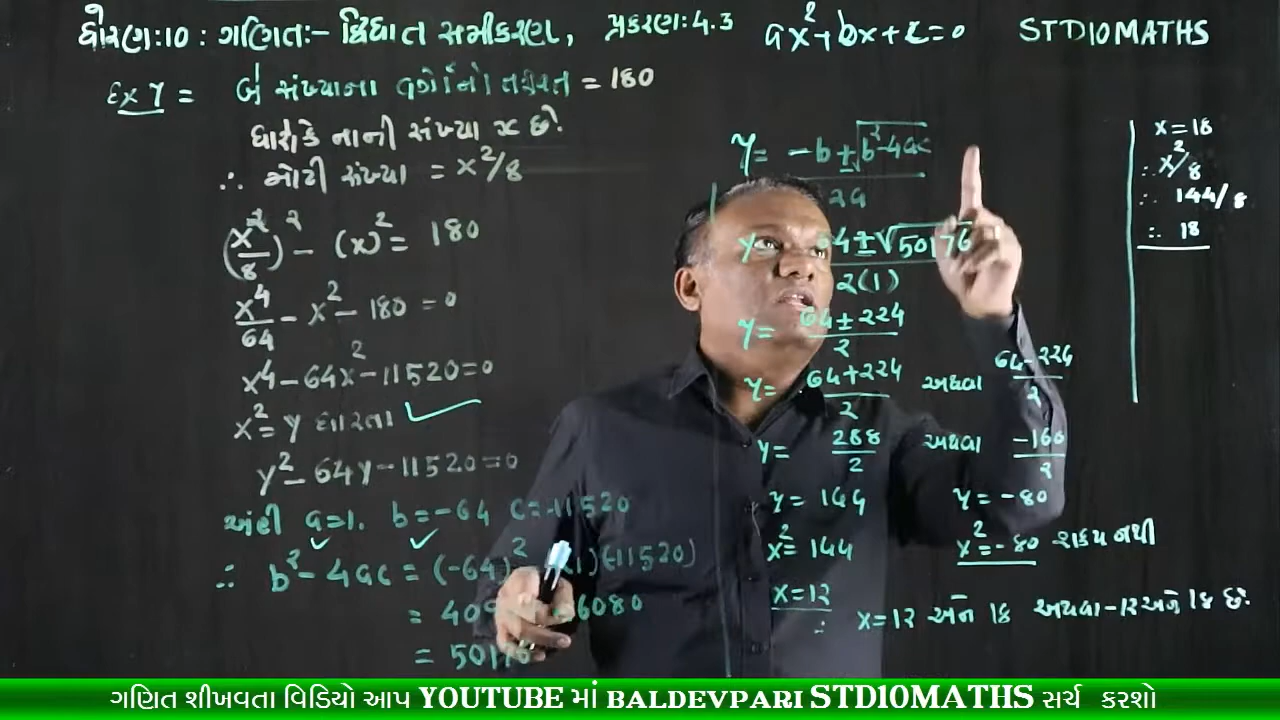 ધોરણ:10 : ગણિત:- દ્વિઘાત સમીકરણ, પ્રકરણ:4.3 ax²+bx+c=0 STD10MATHS
Ex 7 = બે સંખ્યાના વર્ગોનો તફાવત = 180
ધારોકે નાની સંખ્યા x છે.
∴ મોટી સંખ્યા = x²/8
(x²/8)² - (x)² = 180
x⁴/64 - x² - 180 = 0
x⁴-64x²-11520=0
x²=y ધારતા ✓
y²-64y-11520=0
અહીં a=1. b=-64 c=-11520
∴ b²-4ac = (-64)² (1)(-11520)
= 6080
y= -b±√b²-4ac / 2a
4±√50176 / 2(1)
y= 64±224 / 2
y= 64+224 / 2 અથવા 64-224 / 2
y= 288/2 અથવા -160/2
y=144 y=-80
x²=144 x²=-80 શક્ય નથી
x=12
∴ x=12 અને 18 અથવા -12 અને 18 છે.
x=18
∴ x²/8
∴ 144/8
∴ 18
ગણિત શીખવતા વિડિયો આપ YOUTUBE માં BALDEVPARI STD10MATHS સર્ચ કરશો